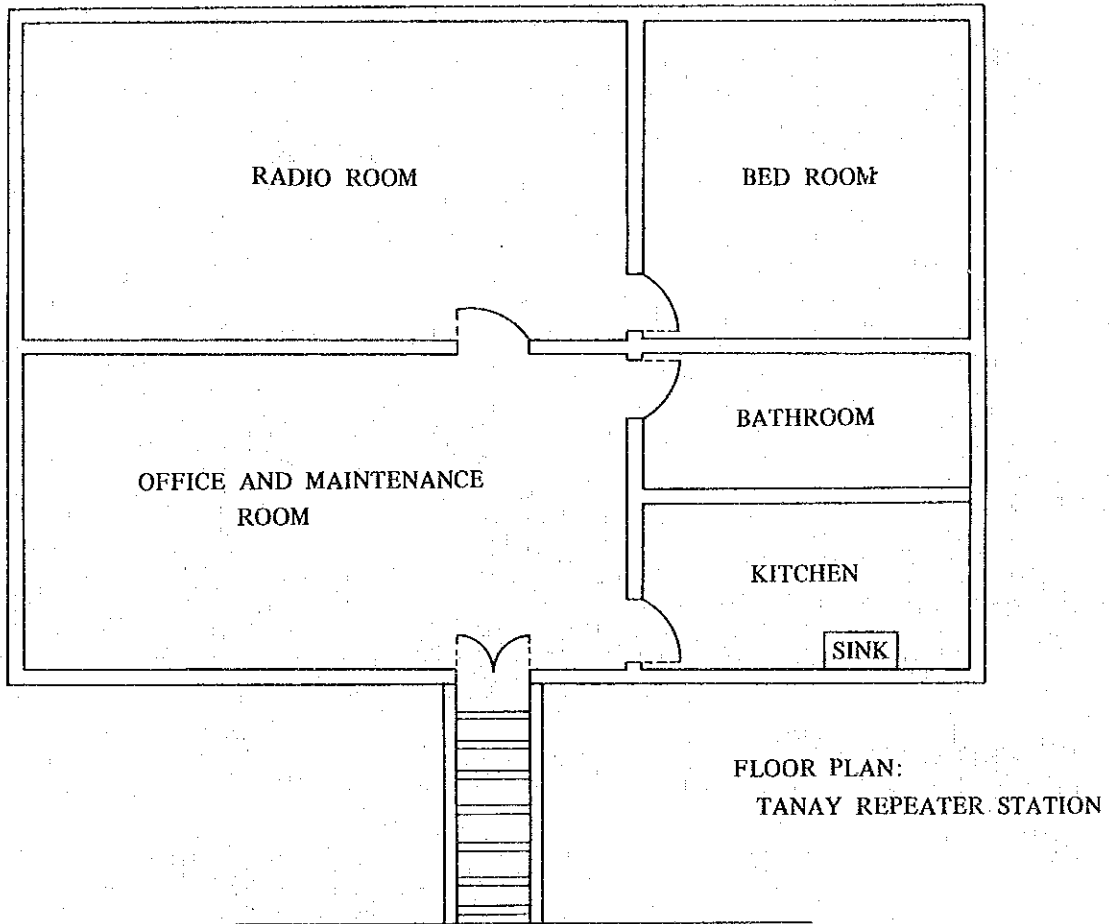 RADIO ROOM
BED ROOM
BATHROOM
OFFICE AND MAINTENANCE
ROOM
KITCHEN
SINK
FLOOR PLAN:
TANAY REPEATER STATION